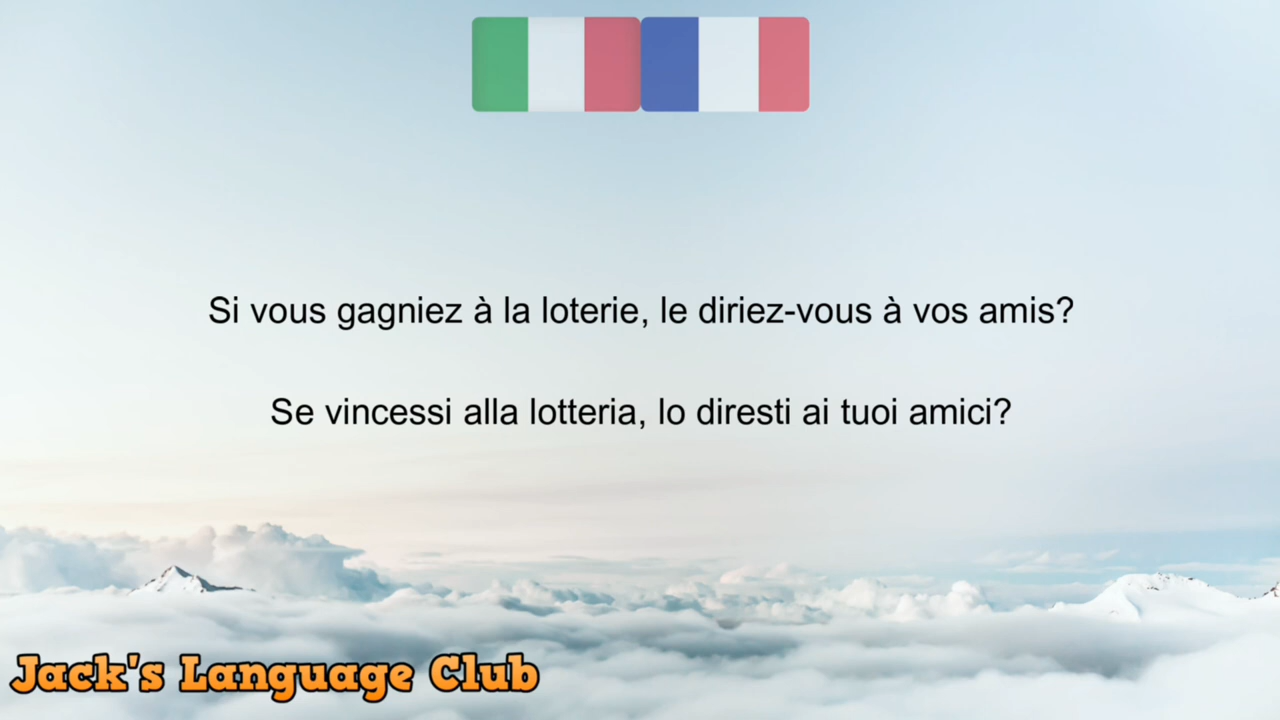 Si vous gagniez à la loterie, le diriez-vous à vos amis?
Se vincessi alla lotteria, lo diresti ai tuoi amici?
Jack's Language Club